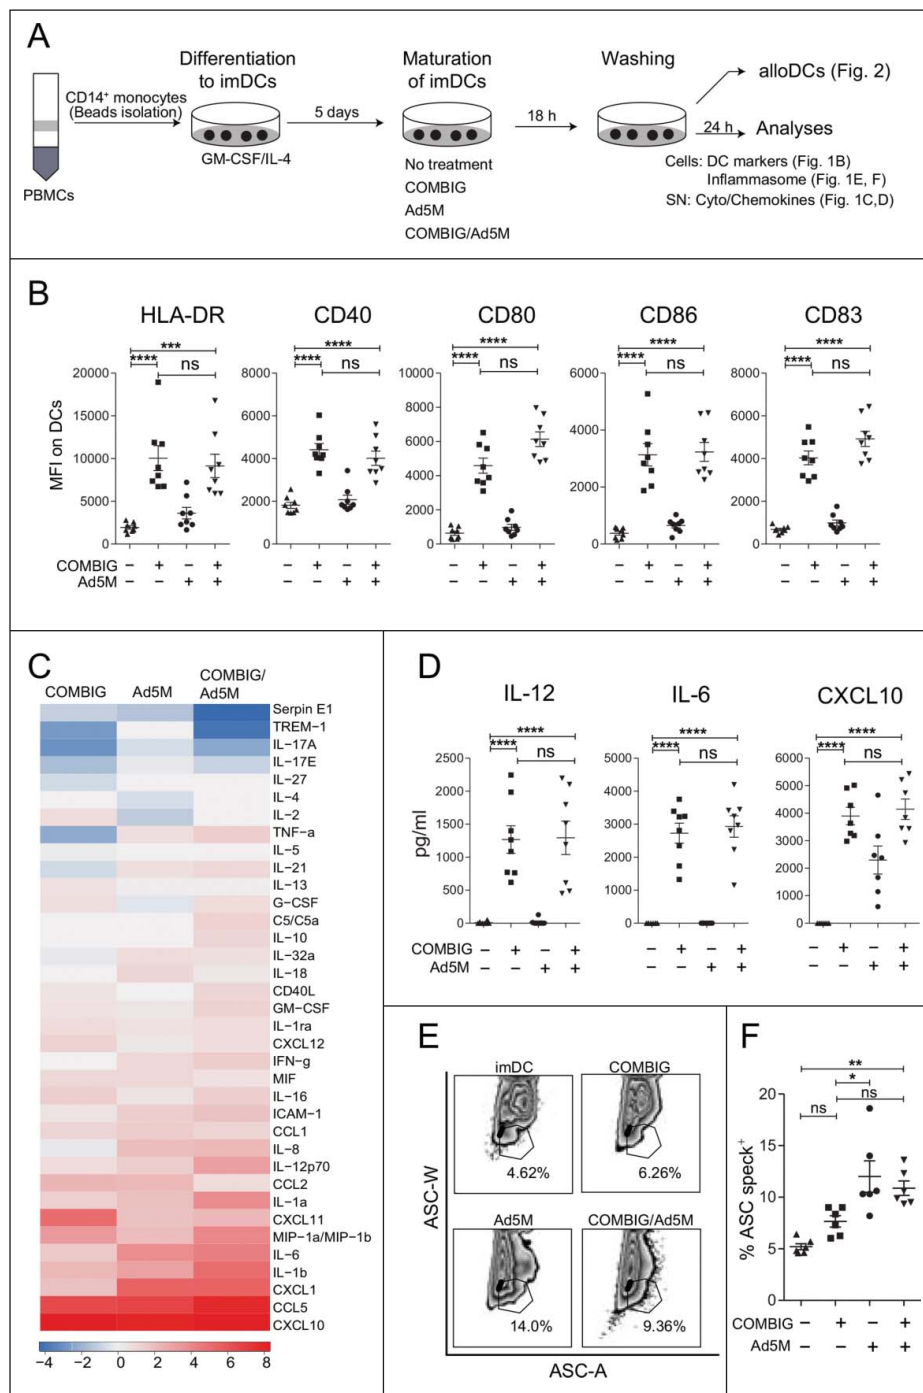 A
Differentiation
to imDCs
Maturation
of imDCs
Washing
alloDCs (Fig. 2)
CD14⁺ monocytes
(Beads isolation)
5 days
18 h
24 h
Analyses
GM-CSF/IL-4
PBMCs
No treatment
COMBIG
Ad5M
COMBIG/Ad5M
Cells: DC markers (Fig. 1B)
Inflammasome (Fig. 1E, F)
SN: Cyto/Chemokines (Fig. 1C,D)
B
HLA-DR
CD40
CD80
CD86
CD83
*** **** **** **** ****
**** ns **** ns **** ns **** ns **** ns
MFI on DCs
20000
15000
10000
5000
0
8000
6000
4000
2000
0
10000
8000
6000
4000
2000
0
6000
4000
2000
0
8000
6000
4000
2000
0
COMBIG − + − + − + − + − + − + − + − + − + − +
Ad5M − − + + − − + + − − + + − − + + − − + +
C
COMBIG
Ad5M
COMBIG/
Ad5M
Serpin E1
TREM−1
IL−17A
IL−17E
IL−27
IL−4
IL−2
TNF−a
IL−5
IL−21
IL−13
G−CSF
C5/C5a
IL−10
IL−32a
IL−18
CD40L
GM−CSF
IL−1ra
CXCL12
IFN−g
MIF
IL−16
ICAM−1
CCL1
IL−8
IL−12p70
CCL2
IL−1a
CXCL11
MIP−1a/MIP−1b
IL−6
IL−1b
CXCL1
CCL5
CXCL10
−4 −2 0 2 4 6 8
D
IL-12
IL-6
CXCL10
**** **** ****
**** ns **** ns **** ns
pg/ml
2500
2000
1500
1000
500
0
5000
4000
3000
2000
1000
0
6000
5000
4000
3000
2000
1000
0
COMBIG − + − + − + − + − + − +
Ad5M − − + + − − + + − − + +
E
imDC
COMBIG
4.62%
6.26%
Ad5M
COMBIG/Ad5M
14.0%
9.36%
ASC-W
ASC-A
F
**
*
ns ns
% ASC speck⁺
20
15
10
5
0
COMBIG − + − +
Ad5M − − + +